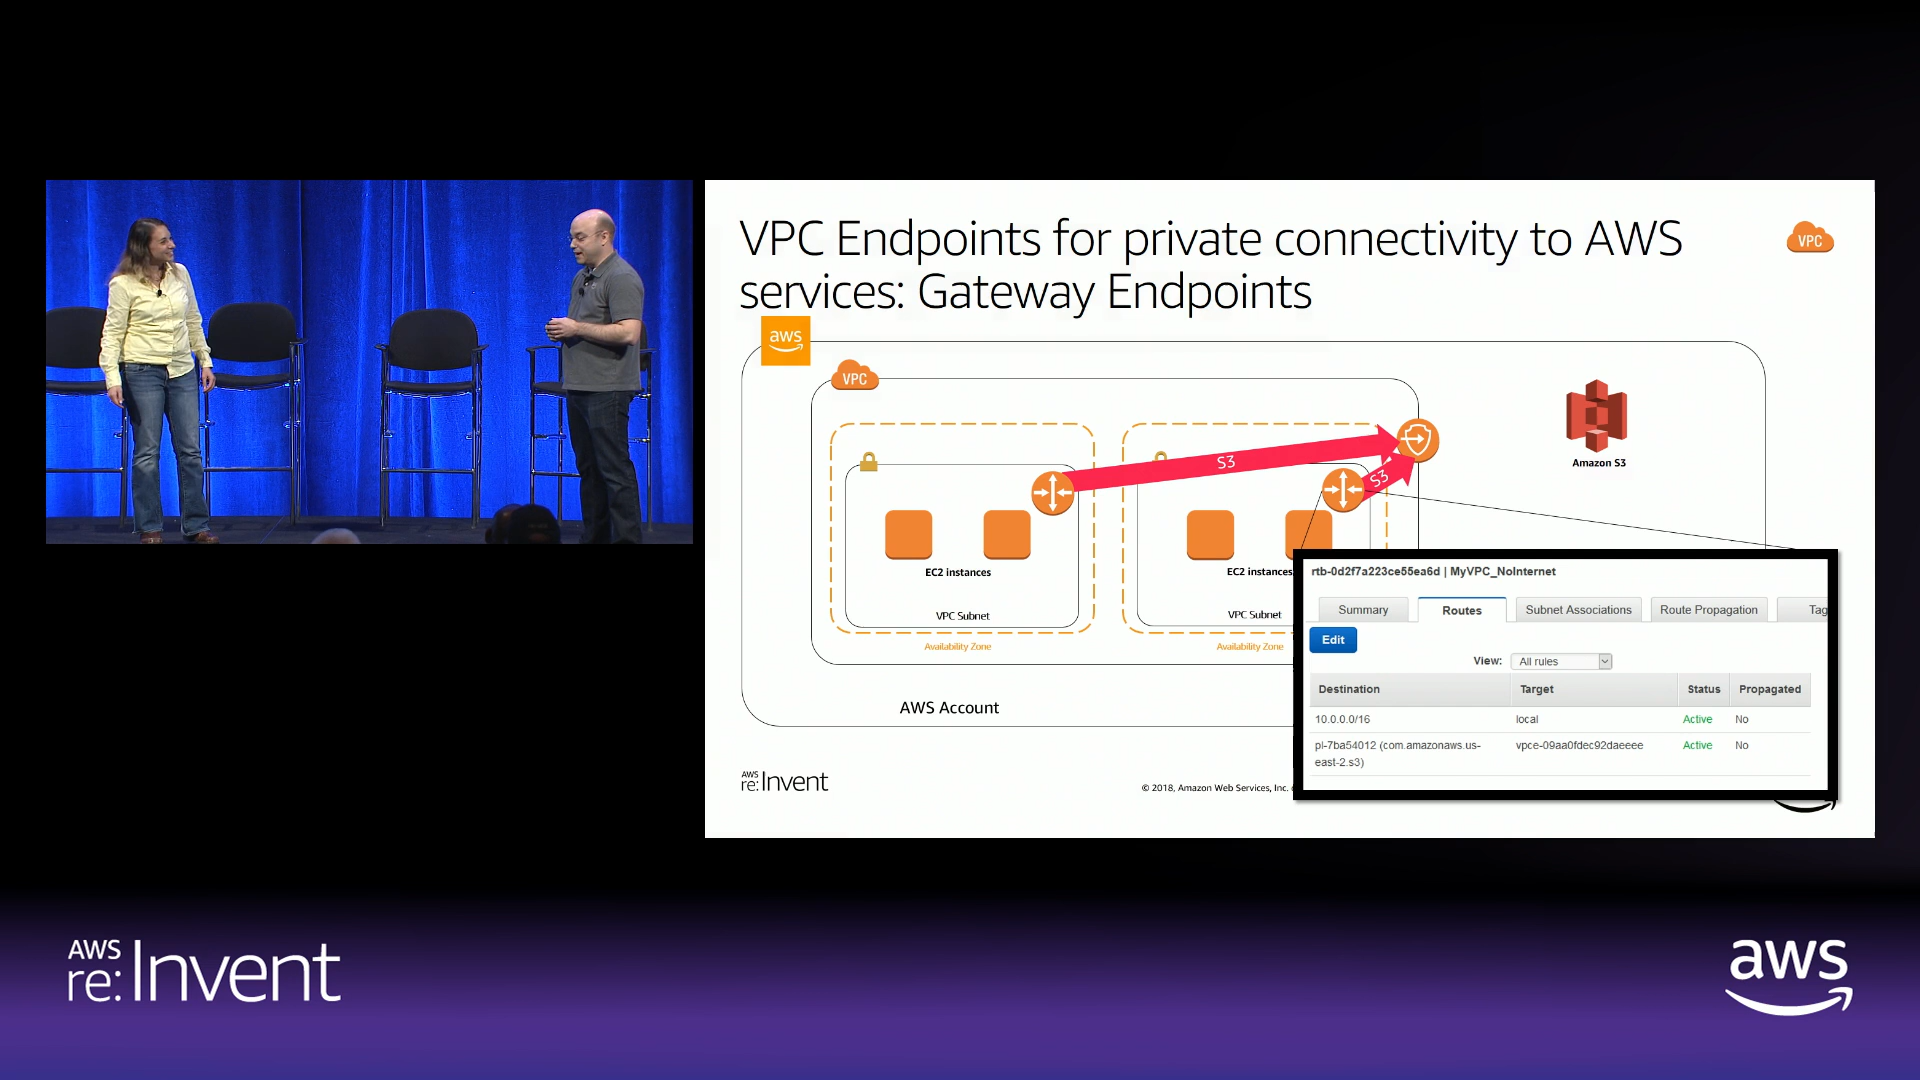 VPC Endpoints for private connectivity to AWS
services: Gateway Endpoints
VPC
aws
VPC
S3
S3
Amazon S3
EC2 instances
EC2 instances
VPC Subnet
VPC Subnet
Availability Zone
Availability Zone
AWS Account
rtb-0d2f7a223ce55ea6d | MyVPC_NoInternet
Summary
Routes
Subnet Associations
Route Propagation
Tag
Edit
View:
All rules
Destination Target Status Propagated
10.0.0.0/16 local Active No
pl-7ba54012 (com.amazonaws.us-
east-2.s3) vpce-09aa0fdec92daeeee Active No
AWS
re:Invent
© 2018, Amazon Web Services, Inc.
AWS
re:Invent
aws